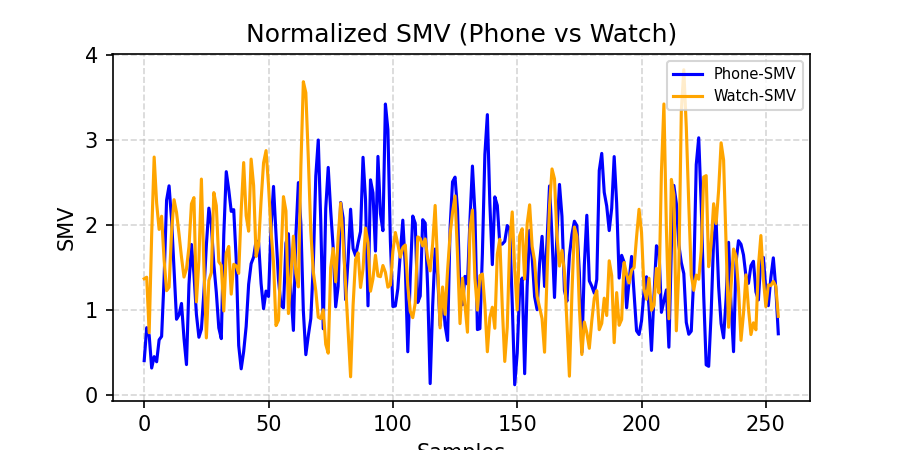 Normalized SMV (Phone vs Watch)
4
3
2
1
0
SMV
Phone-SMV
Watch-SMV
0 50 100 150 200 250
Samples